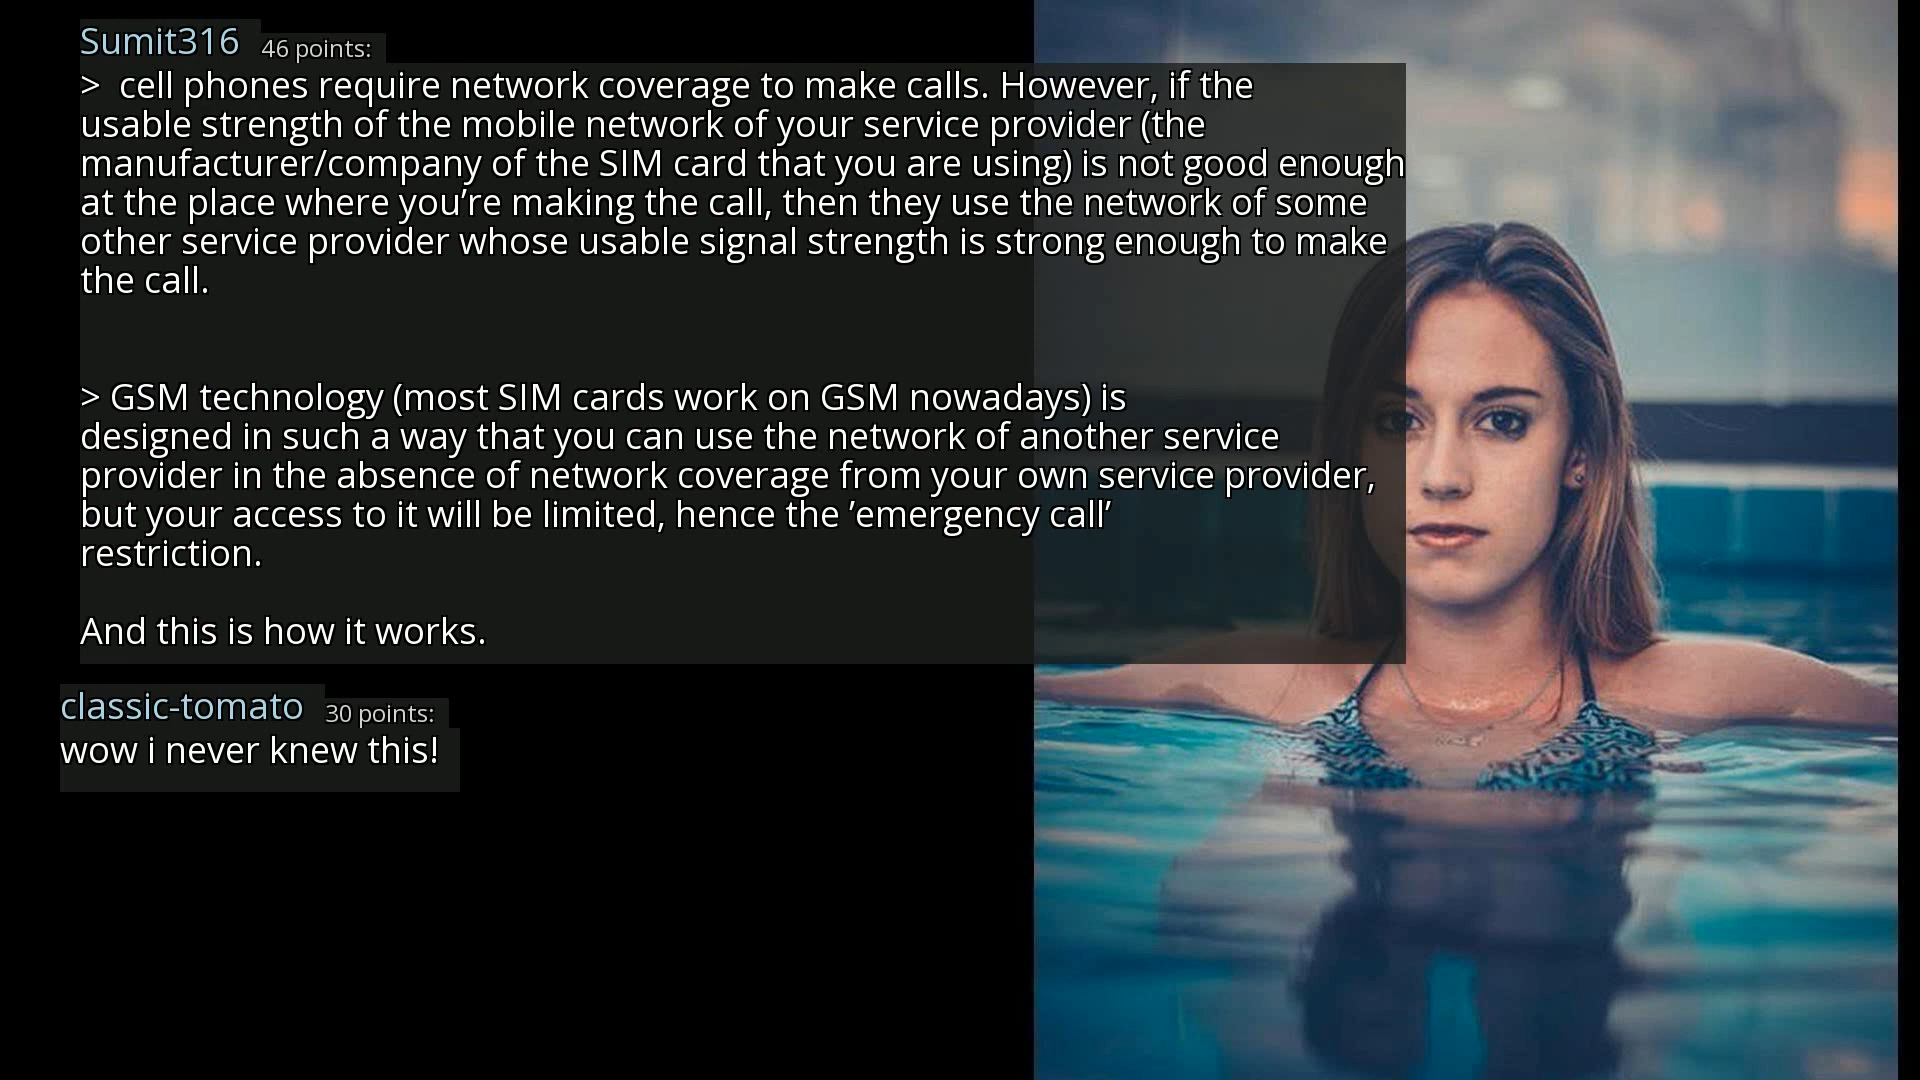 Sumit316 46 points:
> cell phones require network coverage to make calls. However, if the
usable strength of the mobile network of your service provider (the
manufacturer/company of the SIM card that you are using) is not good enough
at the place where you’re making the call, then they use the network of some
other service provider whose usable signal strength is strong enough to make
the call.
> GSM technology (most SIM cards work on GSM nowadays) is
designed in such a way that you can use the network of another service
provider in the absence of network coverage from your own service provider,
but your access to it will be limited, hence the ’emergency call’
restriction.
And this is how it works.
classic-tomato 30 points:
wow i never knew this!